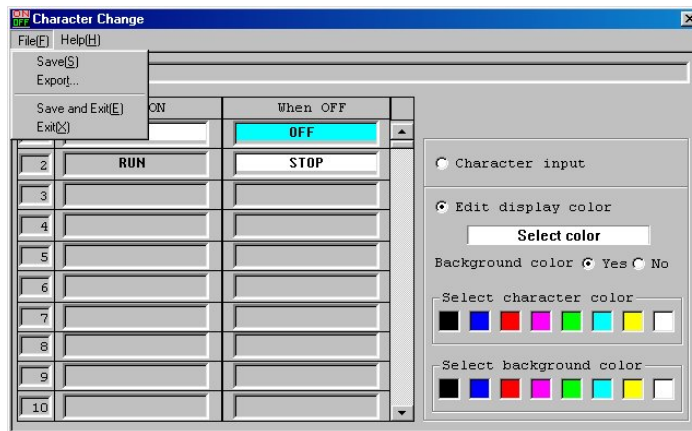 ON OFF Character Change
File(F) Help(H)
Save(S)
Export...
Save and Exit(E)
Exit(X)
ON When OFF
OFF
2 RUN STOP
3
4
5
6
7
8
9
10
Character input
Edit display color
Select color
Background color Yes No
Select character color
Select background color